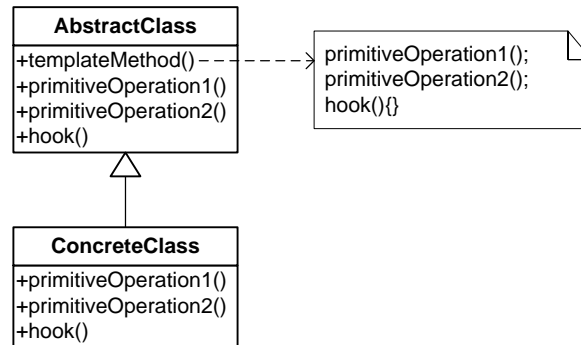 AbstractClass
+templateMethod()
+primitiveOperation1()
+primitiveOperation2()
+hook()
primitiveOperation1();
primitiveOperation2();
hook(){}
ConcreteClass
+primitiveOperation1()
+primitiveOperation2()
+hook()